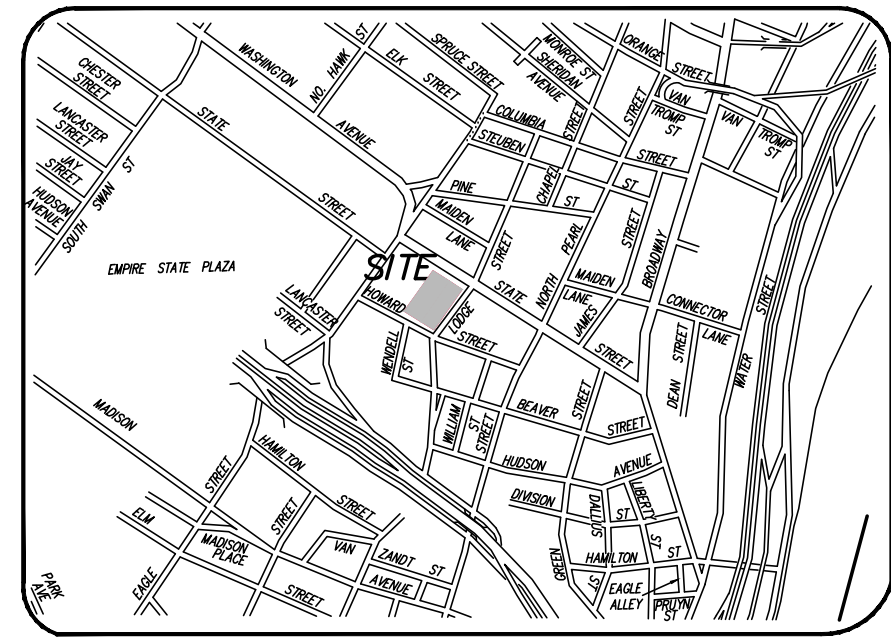 CHESTER
STREET
LANCASTER
STREET
JAY
STREET
HUDSON
AVENUE
SOUTH SWAN ST
WASHINGTON
AVENUE
NO. HAWK ST
ELK
STREET
SPRUCE STREET
MONROE ST
SHERIDAN
AVENUE
ORANGE
STREET
STATE
STREET
COLUMBIA
STREET
STEUBEN
ST
CHAPEL
STREET
STREET
VAN
TROMP
ST
VAN
TROMP
ST
PINE
ST
MAIDEN
LANE
STREET
NORTH PEARL
STREET
BROADWAY
MAIDEN
LANE
JAMES
STREET
CONNECTOR
LANE
DEAN STREET
WATER STREET
EMPIRE STATE PLAZA
SITE
HOWARD
STREET
LODGE
STATE
STREET
LANCASTER
STREET
WENDELL
ST
WILLIAM
ST
STREET
BEAVER
STREET
STREET
HUDSON
AVENUE
DIVISION
ST
DALLIUS
ST
LIBERTY
ST
GREEN
HAMILTON
ST
EAGLE
ALLEY
PRUYN
ST
MADISON
HAMILTON
STREET
STREET
STREET
VAN
ZANDT
ST
AVENUE
ELM
STREET
MADISON
PLACE
EAGLE
PARK
AVE